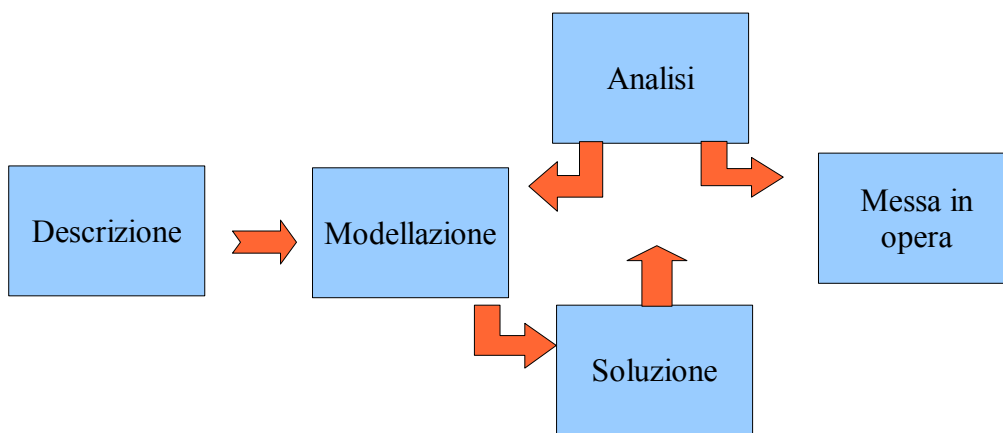 Analisi
Descrizione
Modellazione
Messa in
opera
Soluzione